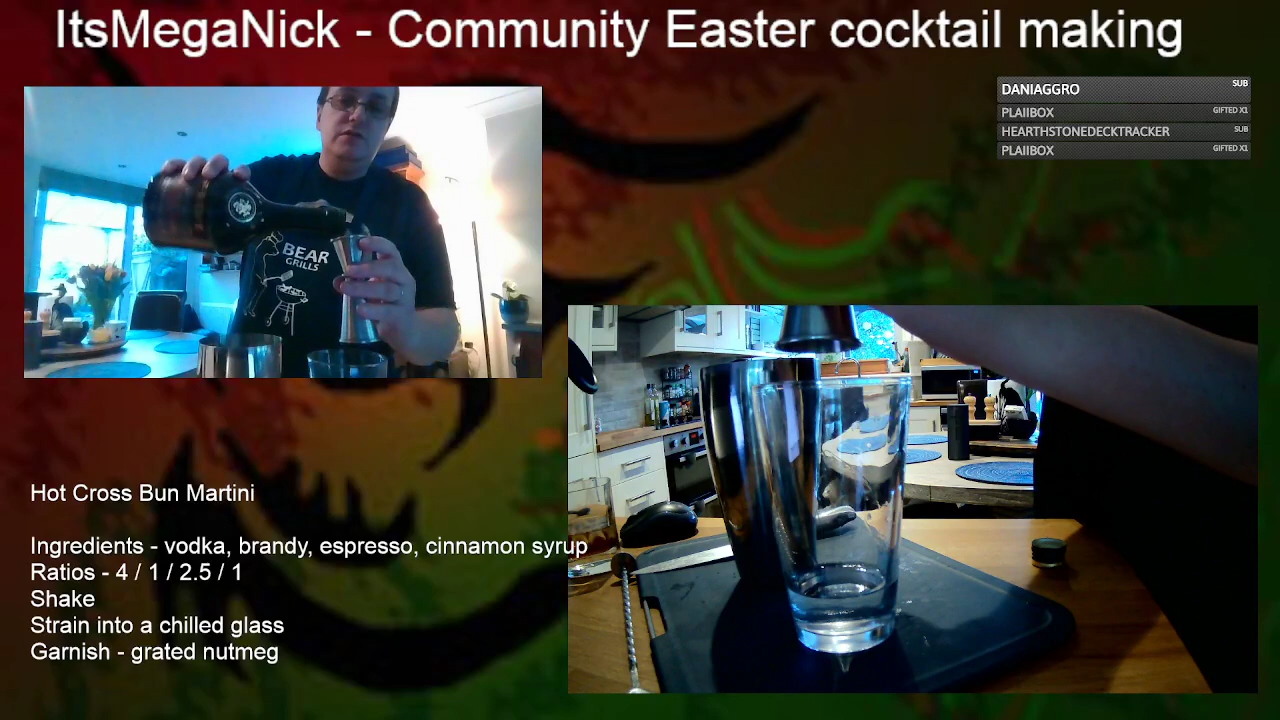 ItsMegaNick - Community Easter cocktail making
DANIAGGRO SUB
PLAIIBOX GIFTED X1
HEARTHSTONEDECKTRACKER SUB
PLAIIBOX GIFTED X1
BEAR
GRILLS
Hot Cross Bun Martini
Ingredients - vodka, brandy, espresso, cinnamon syrup
Ratios - 4 / 1 / 2.5 / 1
Shake
Strain into a chilled glass
Garnish - grated nutmeg